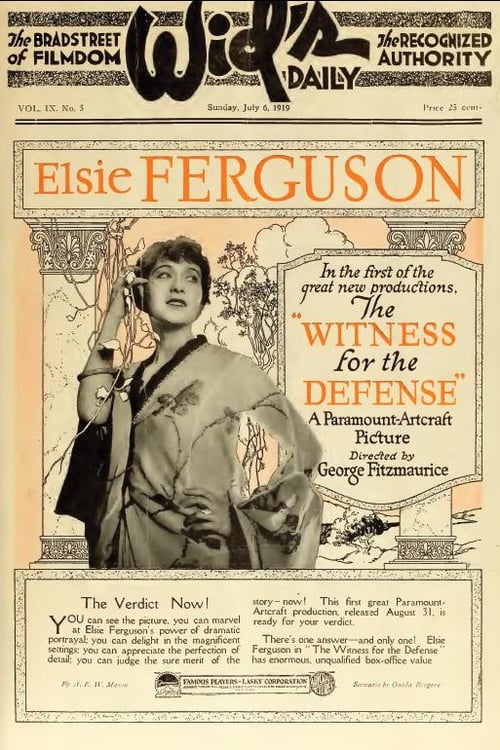 The BRADSTREET
of FILMDOM
Wid's
DAILY
The RECOGNIZED
AUTHORITY
VOL. IX. No. 5
Sunday, July 6, 1919
Price 25 cen
Elsie FERGUSON
In the first of the
great new productions,
The
"WITNESS
for the
DEFENSE"
A Paramount-Artcraft
Picture
Directed by
George Fitzmaurice
The Verdict Now!
YOU can see the picture, you can marvel
at Elsie Ferguson's power of dramatic
portrayal; you can delight in the magnificent
settings; you can appreciate the perfection of
detail; you can judge the sure merit of the
story—now! This first great Paramount-
Artcraft production, released August 31, is
ready for your verdict.
There's one answer—and only one! Elsie
Ferguson in "The Witness for the Defense"
has enormous, unqualified box-office value
By A. E. W. Mason
FAMOUS PLAYERS-LASKY CORPORATION
Scenario by Ouida Bergere